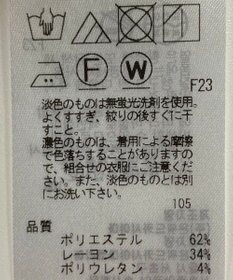 F W
F23
淡色のものは無蛍光洗剤を使用。
よくすすぎ、絞りの後すぐに干
すこと。
濃色のものは、着用による摩擦
で色落ちすることがありますの
で、組合せの衣服にご注意くださ
い。また、淡色のものとは別
にお洗い下さい。
105
品質
ポリエステル 62%
レーヨン 34%
ポリウレタン 4%